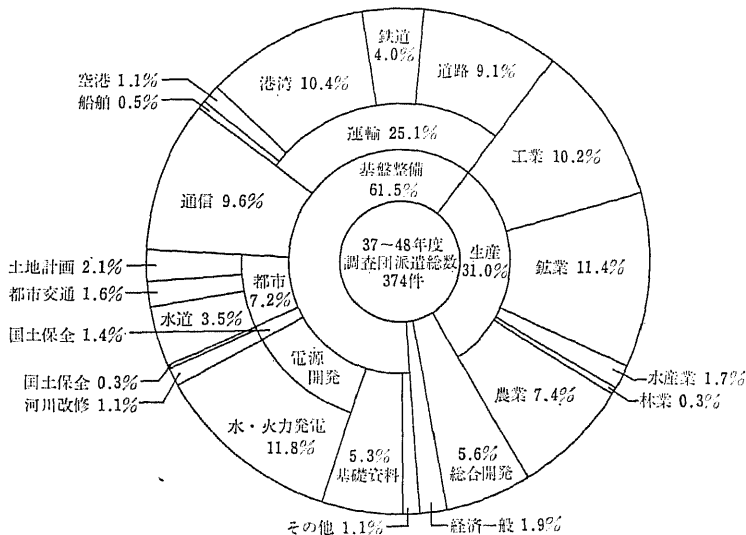 鉄道
4.0%
道路 9.1%
港湾 10.4%
空港 1.1%
船舶 0.5%
運輸 25.1%
工業 10.2%
基盤整備
61.5%
通信 9.6%
37〜48年度
調査団派遣総数
374件
生産
31.0%
鉱業 11.4%
土地計画 2.1%
都市交通 1.6%
都市
7.2%
水道 3.5%
国土保全 1.4%
国土保全 0.3%
河川改修 1.1%
電源
開発
水産業 1.7%
林業 0.3%
農業 7.4%
水・火力発電
11.8%
5.3%
基礎資料
5.6%
総合開発
その他 1.1%
経済一般 1.9%